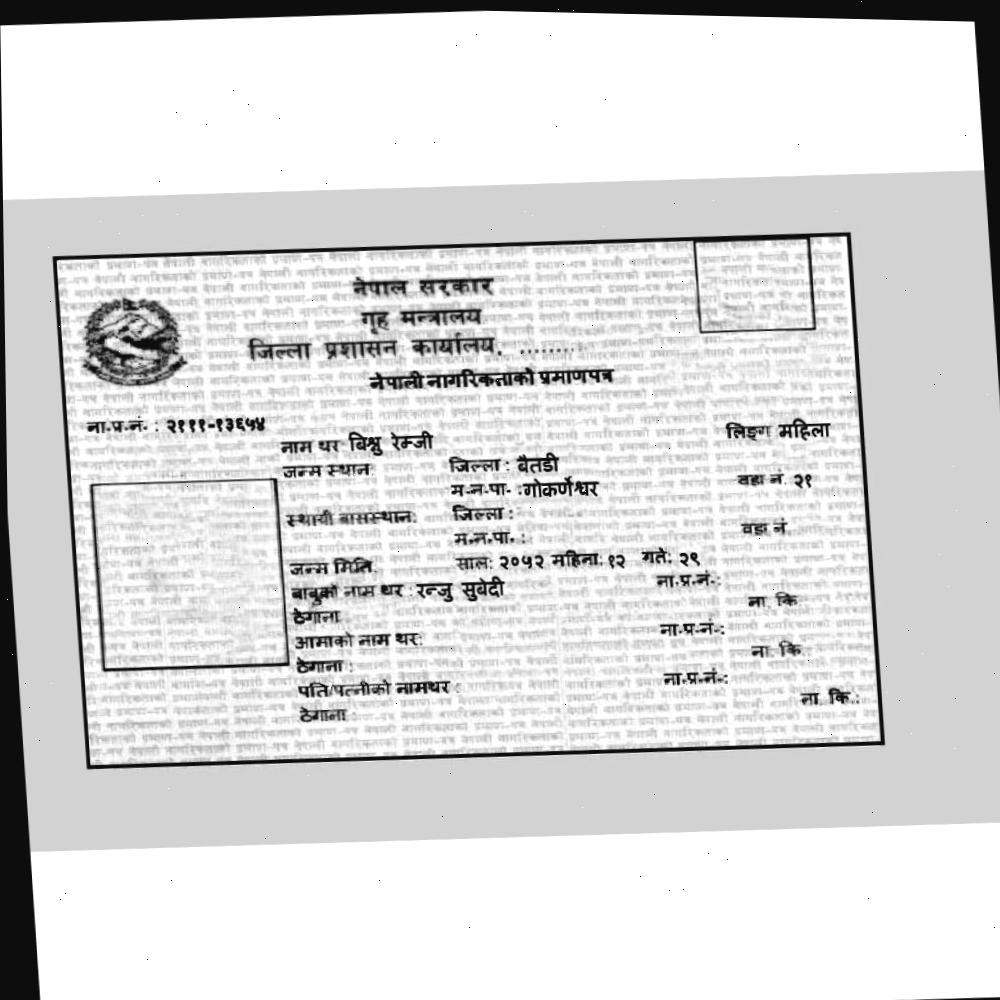 नेपाल सरकार
गृह मन्त्रालय
जिल्ला प्रशासन कार्यालय, ........
नेपाली नागरिकताको प्रमाणपत्र
ना.प्र.नं. : २१११-१३६५४
नाम थर बिश्नु रेम्जी लिङ्ग महिला
जन्म स्थान: जिल्ला : बैतडी
म.न.पा. : गोकर्णेश्वर वडा नं. २१
स्थायी बासस्थान: जिल्ला :
म.न.पा. : वडा नं.
जन्म मिति: साल: २०५२ महिना: १२ गते: २९
बाबुको नाम थर : रन्जु सुबेदी ना.प्र.नं.:
ठेगाना ना. कि.
आमाको नाम थर: ना.प्र.नं.:
ठेगाना : ना. कि.
पति/पत्नीको नामथर : ना.प्र.नं.:
ठेगाना : ना. कि.: